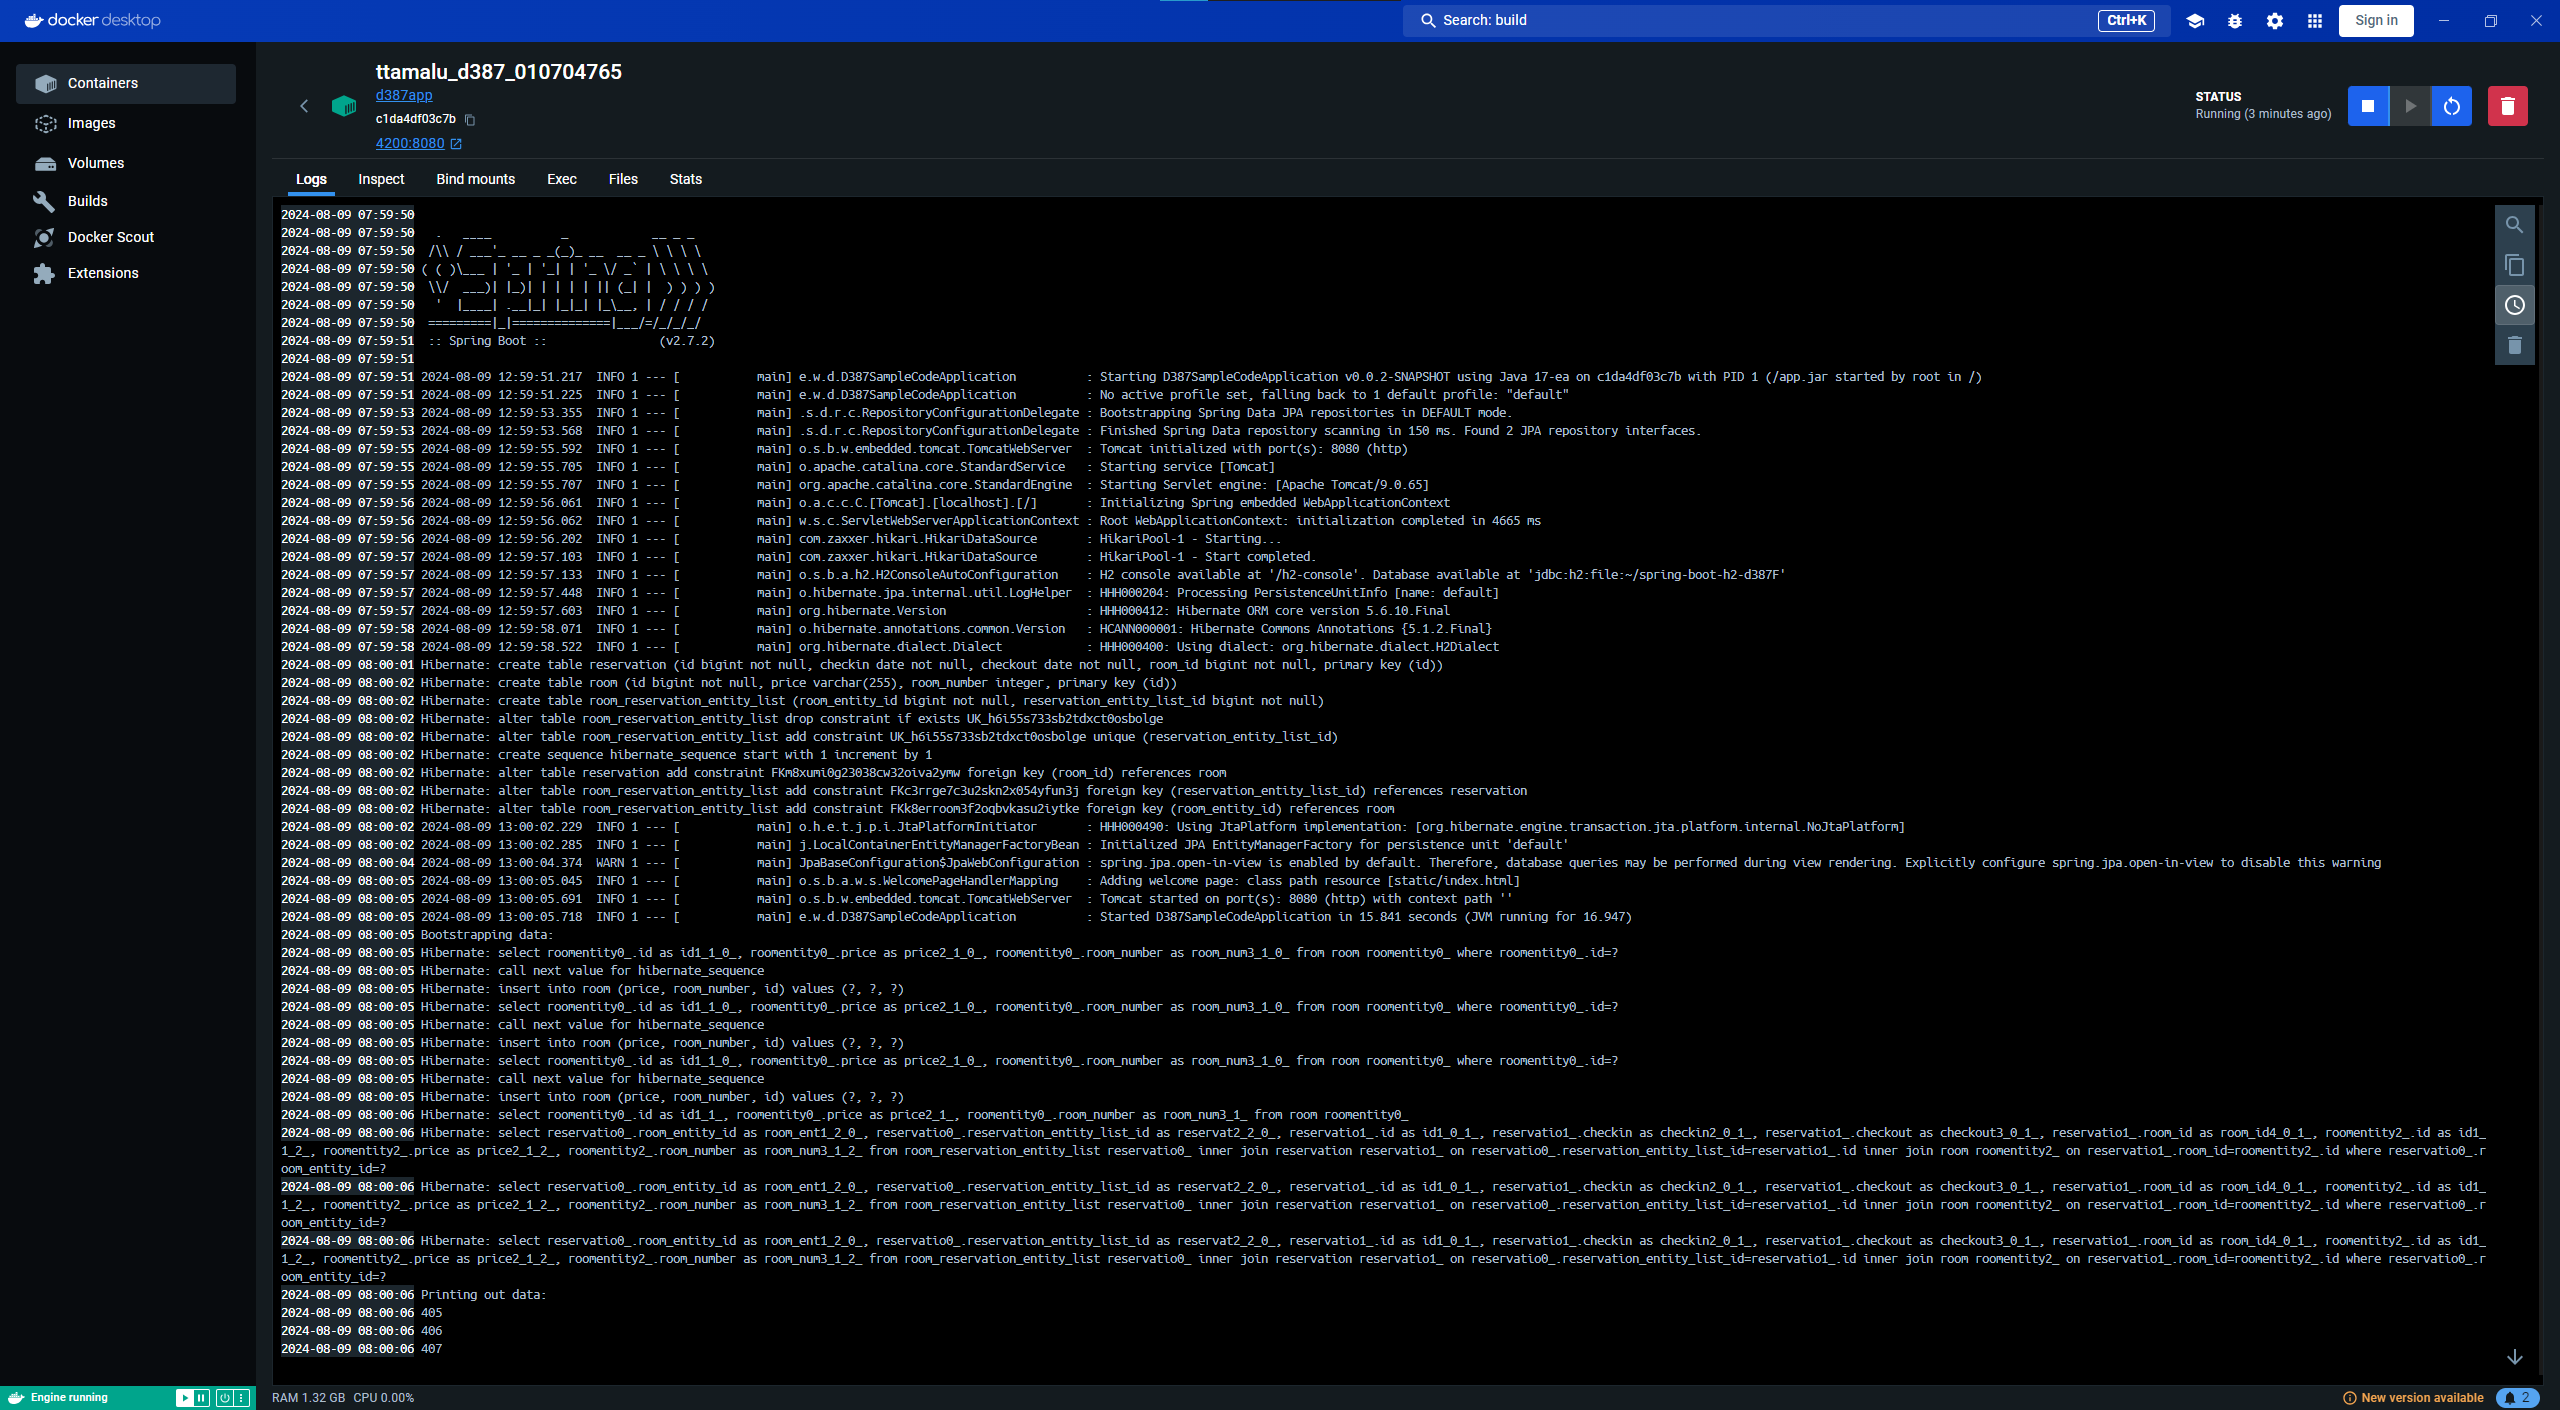 docker desktop
Search: build
Ctrl+K
Sign in
Containers
Images
Volumes
Builds
Docker Scout
Extensions
ttamalu_d387_010704765
d387app
c1da4df03c7b
4200:8080
STATUS
Running (3 minutes ago)
Logs Inspect Bind mounts Exec Files Stats
2024-08-09 07:59:50
2024-08-09 07:59:50   .   ____          _            __ _ _
2024-08-09 07:59:50  /\\ / ___'_ __ _ _(_)_ __  __ _ \ \ \ \
2024-08-09 07:59:50 ( ( )\___ | '_ | '_| | '_ \/ _` | \ \ \ \
2024-08-09 07:59:50  \\/  ___)| |_)| | | | | || (_| |  ) ) ) )
2024-08-09 07:59:50   '  |____| .__|_| |_|_| |_\__, | / / / /
2024-08-09 07:59:50  =========|_|==============|___/=/_/_/_/
2024-08-09 07:59:51  :: Spring Boot ::                (v2.7.2)
2024-08-09 07:59:51
2024-08-09 07:59:51 2024-08-09 12:59:51.217  INFO 1 --- [           main] e.w.d.D387SampleCodeApplication          : Starting D387SampleCodeApplication v0.0.2-SNAPSHOT using Java 17-ea on c1da4df03c7b with PID 1 (/app.jar started by root in /)
2024-08-09 07:59:51 2024-08-09 12:59:51.225  INFO 1 --- [           main] e.w.d.D387SampleCodeApplication          : No active profile set, falling back to 1 default profile: "default"
2024-08-09 07:59:53 2024-08-09 12:59:53.355  INFO 1 --- [           main] .s.d.r.c.RepositoryConfigurationDelegate : Bootstrapping Spring Data JPA repositories in DEFAULT mode.
2024-08-09 07:59:53 2024-08-09 12:59:53.568  INFO 1 --- [           main] .s.d.r.c.RepositoryConfigurationDelegate : Finished Spring Data repository scanning in 150 ms. Found 2 JPA repository interfaces.
2024-08-09 07:59:55 2024-08-09 12:59:55.592  INFO 1 --- [           main] o.s.b.w.embedded.tomcat.TomcatWebServer  : Tomcat initialized with port(s): 8080 (http)
2024-08-09 07:59:55 2024-08-09 12:59:55.705  INFO 1 --- [           main] o.apache.catalina.core.StandardService   : Starting service [Tomcat]
2024-08-09 07:59:55 2024-08-09 12:59:55.707  INFO 1 --- [           main] org.apache.catalina.core.StandardEngine  : Starting Servlet engine: [Apache Tomcat/9.0.65]
2024-08-09 07:59:56 2024-08-09 12:59:56.061  INFO 1 --- [           main] o.a.c.c.C.[Tomcat].[localhost].[/]       : Initializing Spring embedded WebApplicationContext
2024-08-09 07:59:56 2024-08-09 12:59:56.062  INFO 1 --- [           main] w.s.c.ServletWebServerApplicationContext : Root WebApplicationContext: initialization completed in 4665 ms
2024-08-09 07:59:56 2024-08-09 12:59:56.202  INFO 1 --- [           main] com.zaxxer.hikari.HikariDataSource       : HikariPool-1 - Starting...
2024-08-09 07:59:57 2024-08-09 12:59:57.103  INFO 1 --- [           main] com.zaxxer.hikari.HikariDataSource       : HikariPool-1 - Start completed.
2024-08-09 07:59:57 2024-08-09 12:59:57.133  INFO 1 --- [           main] o.s.b.a.h2.H2ConsoleAutoConfiguration    : H2 console available at '/h2-console'. Database available at 'jdbc:h2:file:~/spring-boot-h2-d387F'
2024-08-09 07:59:57 2024-08-09 12:59:57.448  INFO 1 --- [           main] o.hibernate.jpa.internal.util.LogHelper  : HHH000204: Processing PersistenceUnitInfo [name: default]
2024-08-09 07:59:57 2024-08-09 12:59:57.603  INFO 1 --- [           main] org.hibernate.Version                    : HHH000412: Hibernate ORM core version 5.6.10.Final
2024-08-09 07:59:58 2024-08-09 12:59:58.071  INFO 1 --- [           main] o.hibernate.annotations.common.Version   : HCANN000001: Hibernate Commons Annotations {5.1.2.Final}
2024-08-09 07:59:58 2024-08-09 12:59:58.522  INFO 1 --- [           main] org.hibernate.dialect.Dialect            : HHH000400: Using dialect: org.hibernate.dialect.H2Dialect
2024-08-09 08:00:01 Hibernate: create table reservation (id bigint not null, checkin date not null, checkout date not null, room_id bigint not null, primary key (id))
2024-08-09 08:00:02 Hibernate: create table room (id bigint not null, price varchar(255), room_number integer, primary key (id))
2024-08-09 08:00:02 Hibernate: create table room_reservation_entity_list (room_entity_id bigint not null, reservation_entity_list_id bigint not null)
2024-08-09 08:00:02 Hibernate: alter table room_reservation_entity_list drop constraint if exists UK_h6i55s733sb2tdxct0osbolge
2024-08-09 08:00:02 Hibernate: alter table room_reservation_entity_list add constraint UK_h6i55s733sb2tdxct0osbolge unique (reservation_entity_list_id)
2024-08-09 08:00:02 Hibernate: create sequence hibernate_sequence start with 1 increment by 1
2024-08-09 08:00:02 Hibernate: alter table reservation add constraint FKm8xumi0g23038cw32oiva2ymw foreign key (room_id) references room
2024-08-09 08:00:02 Hibernate: alter table room_reservation_entity_list add constraint FKc3rrge7c3u2skn2x054yfun3j foreign key (reservation_entity_list_id) references reservation
2024-08-09 08:00:02 Hibernate: alter table room_reservation_entity_list add constraint FKk8erroom3f2oqbvkasu2iytke foreign key (room_entity_id) references room
2024-08-09 08:00:02 2024-08-09 13:00:02.229  INFO 1 --- [           main] o.h.e.t.j.p.i.JtaPlatformInitiator       : HHH000490: Using JtaPlatform implementation: [org.hibernate.engine.transaction.jta.platform.internal.NoJtaPlatform]
2024-08-09 08:00:02 2024-08-09 13:00:02.285  INFO 1 --- [           main] j.LocalContainerEntityManagerFactoryBean : Initialized JPA EntityManagerFactory for persistence unit 'default'
2024-08-09 08:00:04 2024-08-09 13:00:04.374  WARN 1 --- [           main] JpaBaseConfiguration$JpaWebConfiguration : spring.jpa.open-in-view is enabled by default. Therefore, database queries may be performed during view rendering. Explicitly configure spring.jpa.open-in-view to disable this warning
2024-08-09 08:00:05 2024-08-09 13:00:05.045  INFO 1 --- [           main] o.s.b.a.w.s.WelcomePageHandlerMapping    : Adding welcome page: class path resource [static/index.html]
2024-08-09 08:00:05 2024-08-09 13:00:05.691  INFO 1 --- [           main] o.s.b.w.embedded.tomcat.TomcatWebServer  : Tomcat started on port(s): 8080 (http) with context path ''
2024-08-09 08:00:05 2024-08-09 13:00:05.718  INFO 1 --- [           main] e.w.d.D387SampleCodeApplication          : Started D387SampleCodeApplication in 15.841 seconds (JVM running for 16.947)
2024-08-09 08:00:05 Bootstrapping data:
2024-08-09 08:00:05 Hibernate: select roomentity0_.id as id1_1_0_, roomentity0_.price as price2_1_0_, roomentity0_.room_number as room_num3_1_0_ from room roomentity0_ where roomentity0_.id=?
2024-08-09 08:00:05 Hibernate: call next value for hibernate_sequence
2024-08-09 08:00:05 Hibernate: insert into room (price, room_number, id) values (?, ?, ?)
2024-08-09 08:00:05 Hibernate: select roomentity0_.id as id1_1_0_, roomentity0_.price as price2_1_0_, roomentity0_.room_number as room_num3_1_0_ from room roomentity0_ where roomentity0_.id=?
2024-08-09 08:00:05 Hibernate: call next value for hibernate_sequence
2024-08-09 08:00:05 Hibernate: insert into room (price, room_number, id) values (?, ?, ?)
2024-08-09 08:00:05 Hibernate: select roomentity0_.id as id1_1_0_, roomentity0_.price as price2_1_0_, roomentity0_.room_number as room_num3_1_0_ from room roomentity0_ where roomentity0_.id=?
2024-08-09 08:00:05 Hibernate: call next value for hibernate_sequence
2024-08-09 08:00:05 Hibernate: insert into room (price, room_number, id) values (?, ?, ?)
2024-08-09 08:00:06 Hibernate: select roomentity0_.id as id1_1_, roomentity0_.price as price2_1_, roomentity0_.room_number as room_num3_1_ from room roomentity0_
2024-08-09 08:00:06 Hibernate: select reservatio0_.room_entity_id as room_ent1_2_0_, reservatio0_.reservation_entity_list_id as reservat2_2_0_, reservatio1_.id as id1_0_1_, reservatio1_.checkin as checkin2_0_1_, reservatio1_.checkout as checkout3_0_1_, reservatio1_.room_id as room_id4_0_1_, roomentity2_.id as id1_
1_2_, roomentity2_.price as price2_1_2_, roomentity2_.room_number as room_num3_1_2_ from room_reservation_entity_list reservatio0_ inner join reservation reservatio1_ on reservatio0_.reservation_entity_list_id=reservatio1_.id inner join room roomentity2_ on reservatio1_.room_id=roomentity2_.id where reservatio0_.r
oom_entity_id=?
2024-08-09 08:00:06 Hibernate: select reservatio0_.room_entity_id as room_ent1_2_0_, reservatio0_.reservation_entity_list_id as reservat2_2_0_, reservatio1_.id as id1_0_1_, reservatio1_.checkin as checkin2_0_1_, reservatio1_.checkout as checkout3_0_1_, reservatio1_.room_id as room_id4_0_1_, roomentity2_.id as id1_
1_2_, roomentity2_.price as price2_1_2_, roomentity2_.room_number as room_num3_1_2_ from room_reservation_entity_list reservatio0_ inner join reservation reservatio1_ on reservatio0_.reservation_entity_list_id=reservatio1_.id inner join room roomentity2_ on reservatio1_.room_id=roomentity2_.id where reservatio0_.r
oom_entity_id=?
2024-08-09 08:00:06 Hibernate: select reservatio0_.room_entity_id as room_ent1_2_0_, reservatio0_.reservation_entity_list_id as reservat2_2_0_, reservatio1_.id as id1_0_1_, reservatio1_.checkin as checkin2_0_1_, reservatio1_.checkout as checkout3_0_1_, reservatio1_.room_id as room_id4_0_1_, roomentity2_.id as id1_
1_2_, roomentity2_.price as price2_1_2_, roomentity2_.room_number as room_num3_1_2_ from room_reservation_entity_list reservatio0_ inner join reservation reservatio1_ on reservatio0_.reservation_entity_list_id=reservatio1_.id inner join room roomentity2_ on reservatio1_.room_id=roomentity2_.id where reservatio0_.r
oom_entity_id=?
2024-08-09 08:00:06 Printing out data:
2024-08-09 08:00:06 405
2024-08-09 08:00:06 406
2024-08-09 08:00:06 407
Engine running
RAM 1.32 GB CPU 0.00%
New version available
2